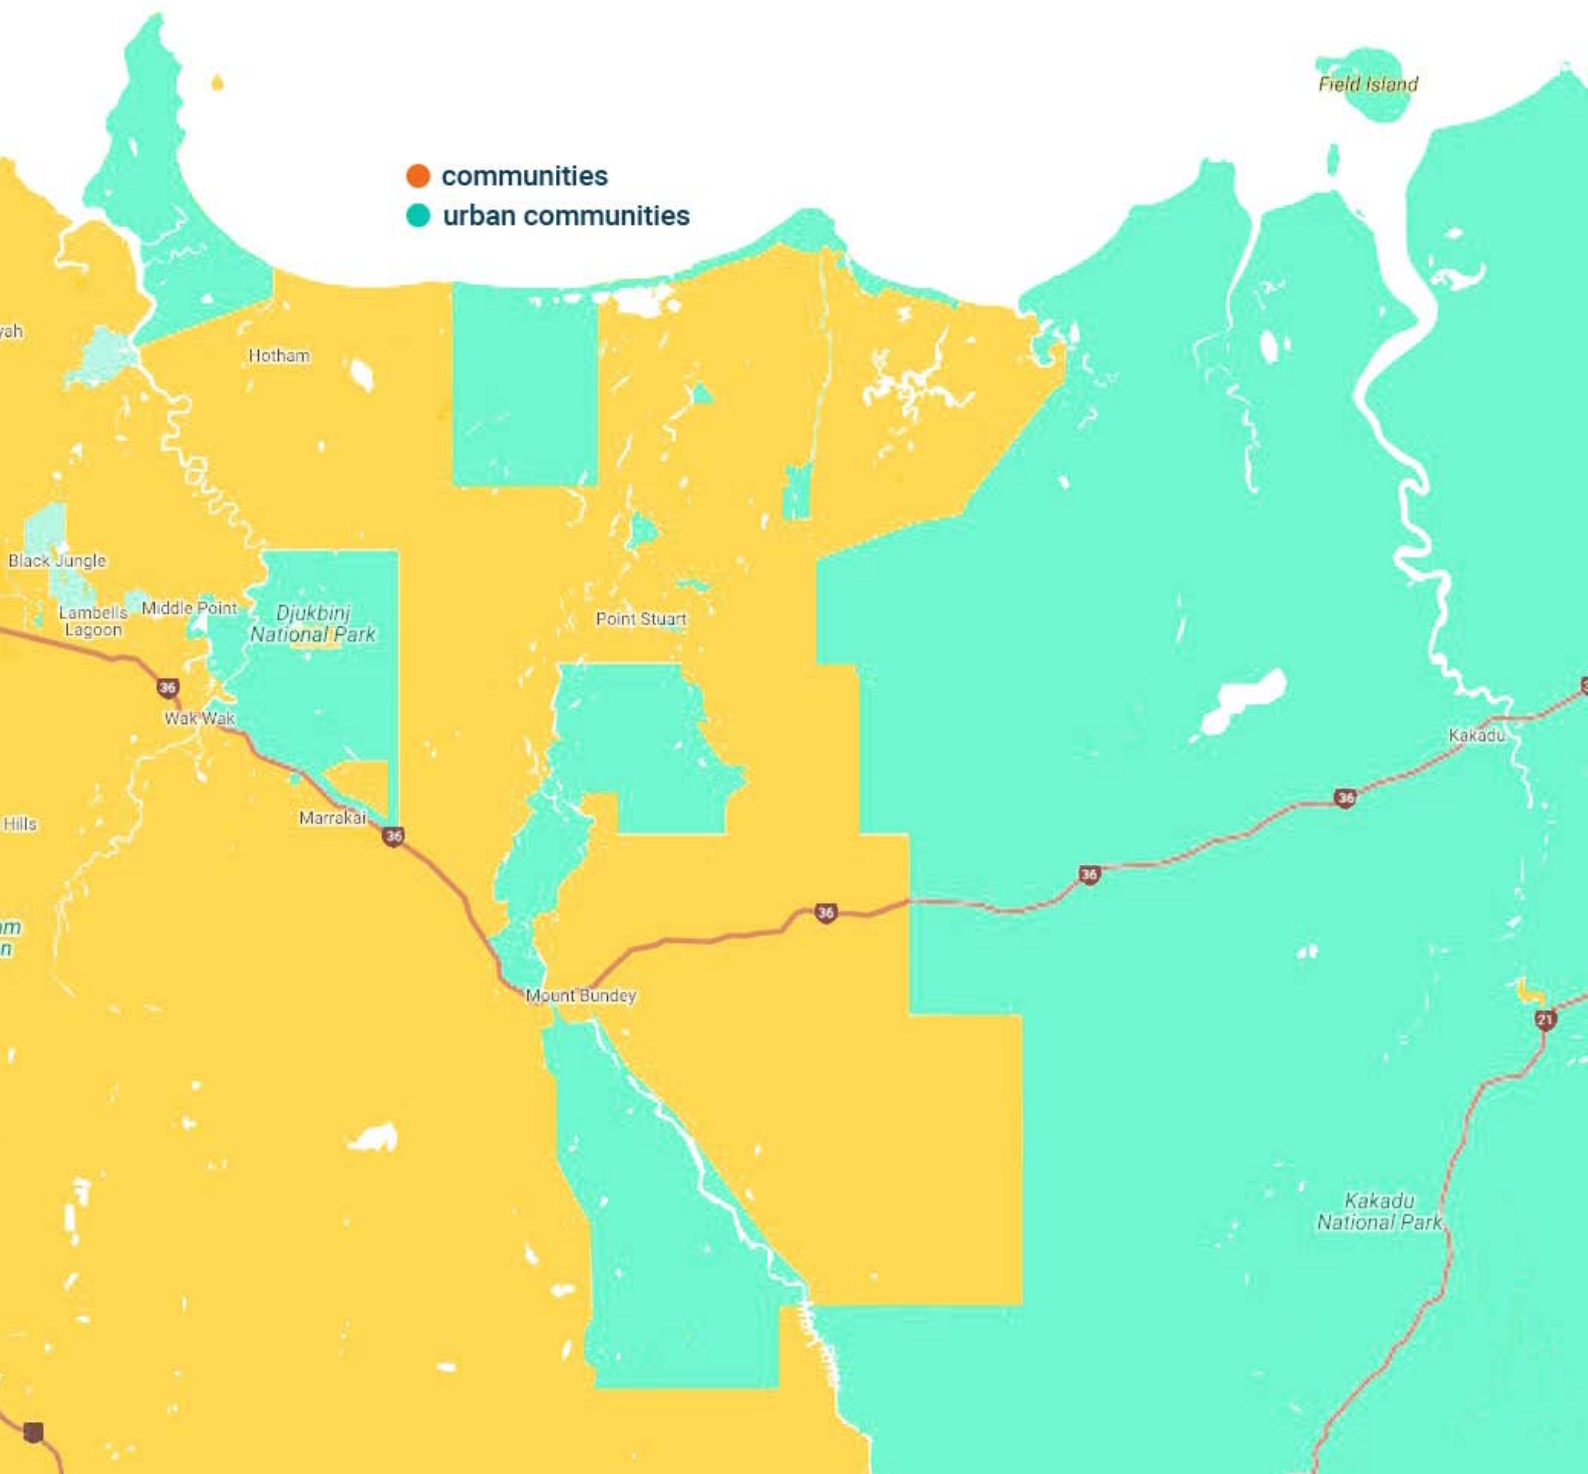 Field Island
communities
urban communities
yah
Hotham
Black Jungle
Lambells
Lagoon
Middle Point
Djukbinj
National Park
Point Stuart
36
Wak Wak
Kakadu
36
Hills
Marrakai
36
36
36
Mount Bundey
21
Kakadu
National Park